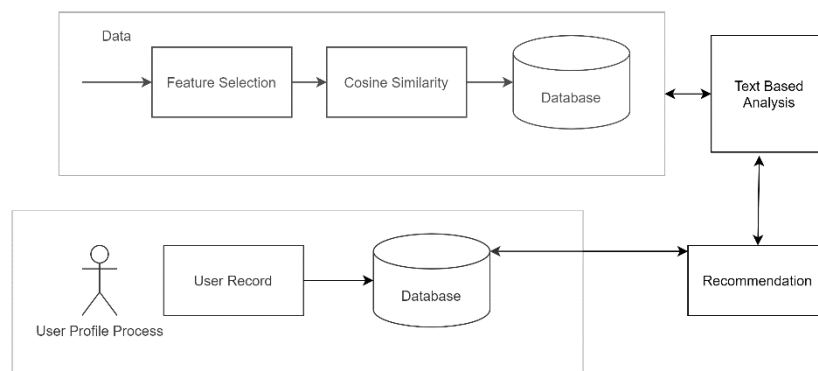 Data
Feature Selection
Cosine Similarity
Database
Text Based
Analysis
User Record
Database
Recommendation
User Profile Process